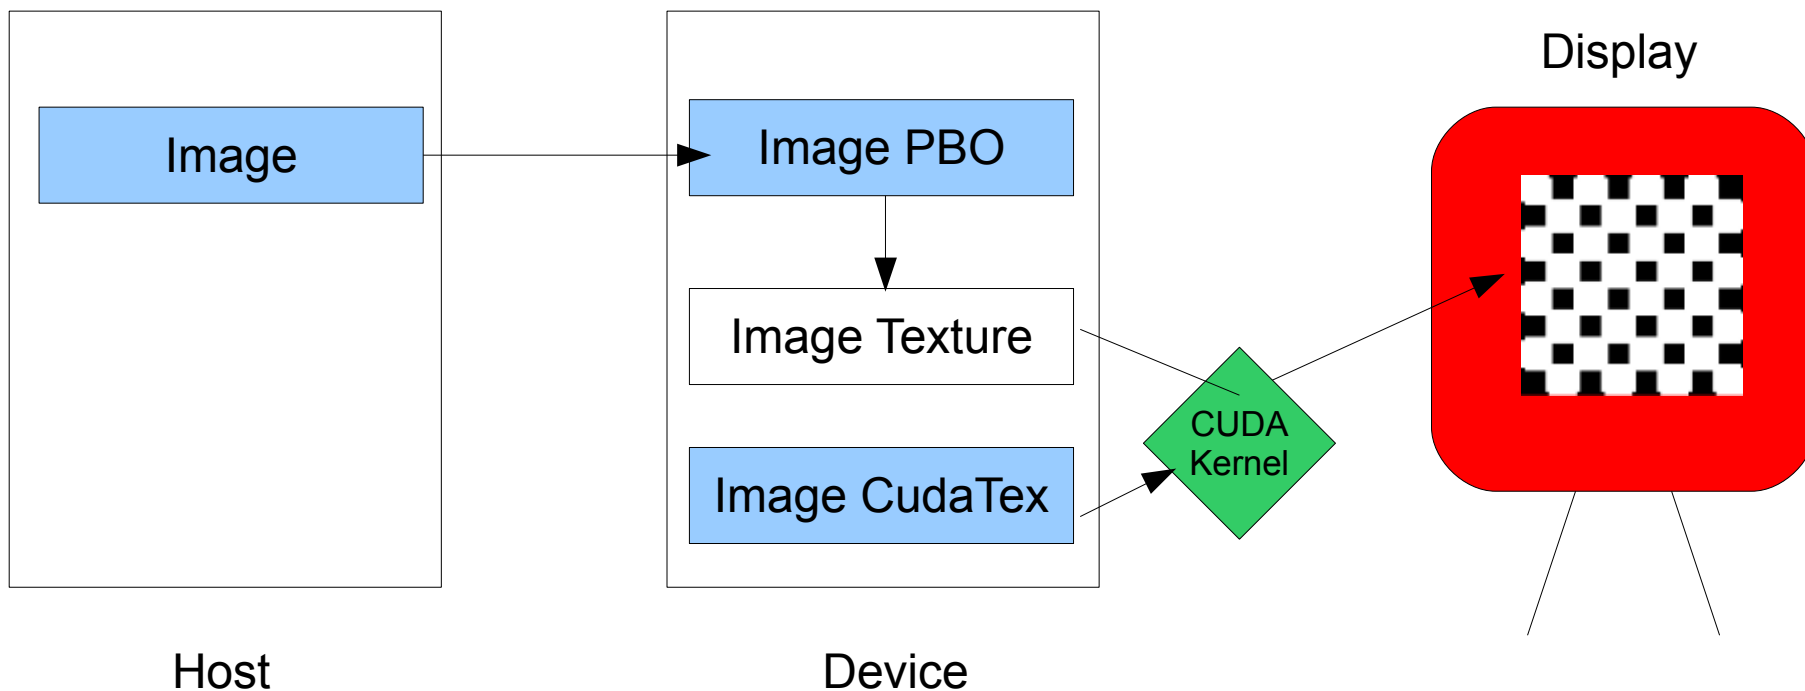 Display
Image
Image PBO
Image Texture
CUDA
Kernel
Image CudaTex
Host
Device